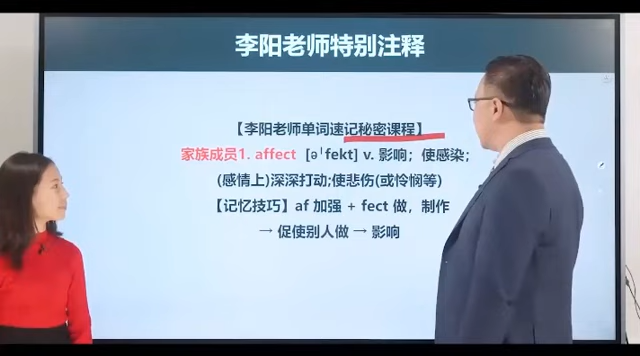 李阳老师特别注释
【李阳老师单词速记秘密课程】
家族成员1. affect [ə'fekt] v. 影响；使感染；
(感情上)深深打动;使悲伤(或怜悯等)
【记忆技巧】af 加强 + fect 做，制作
→ 促使别人做 → 影响